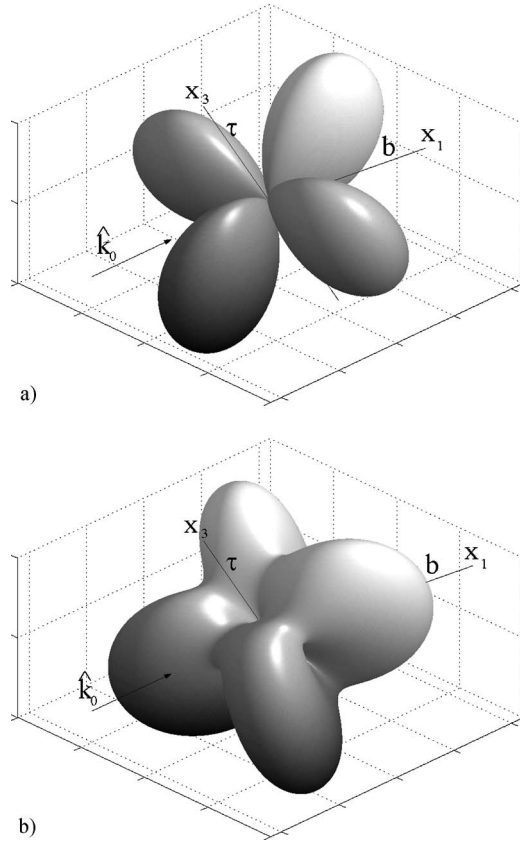 x₃
τ
b
x₁
k̂₀
a)
x₃
τ
b
x₁
k̂₀
b)